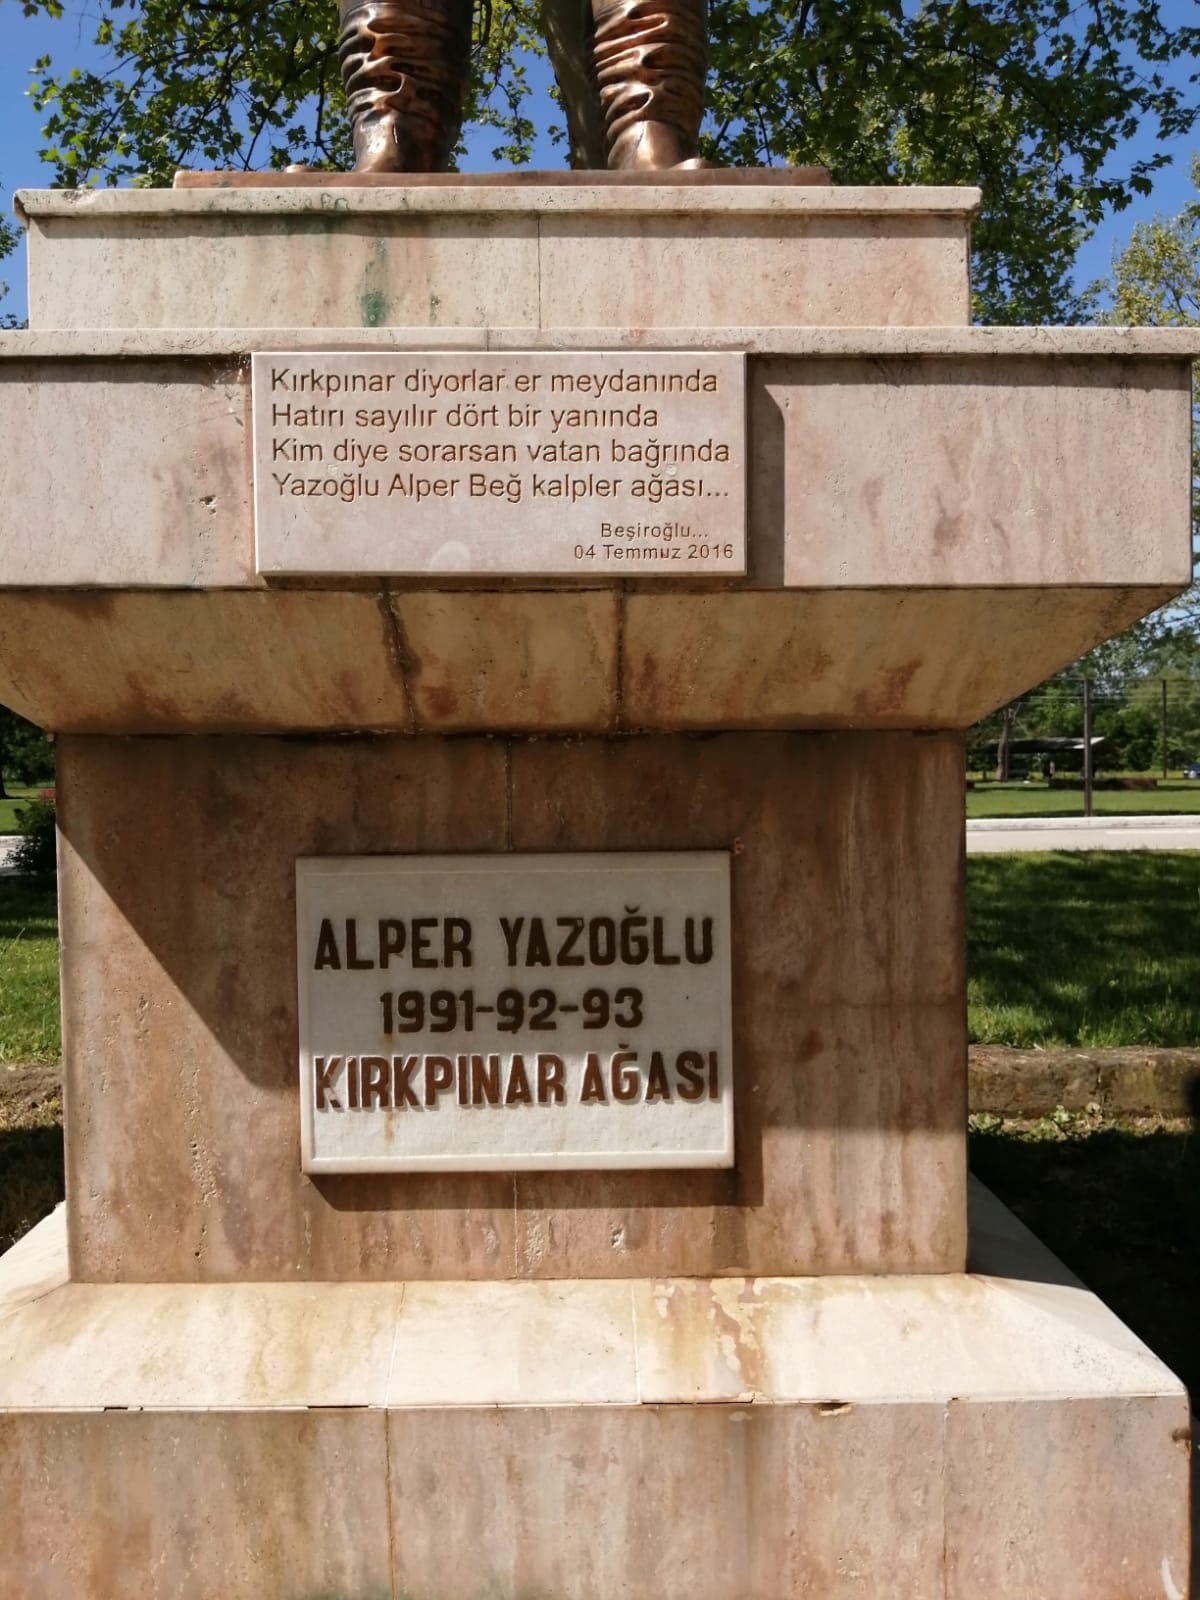 Kırkpınar diyorlar er meydanında
Hatırı sayılır dört bir yanında
Kim diye sorarsan vatan bağrında
Yazoğlu Alper Beğ kalpler ağası...
Beşiroğlu...
04 Temmuz 2016
ALPER YAZOĞLU
1991-92-93
KIRKPINAR AĞASI